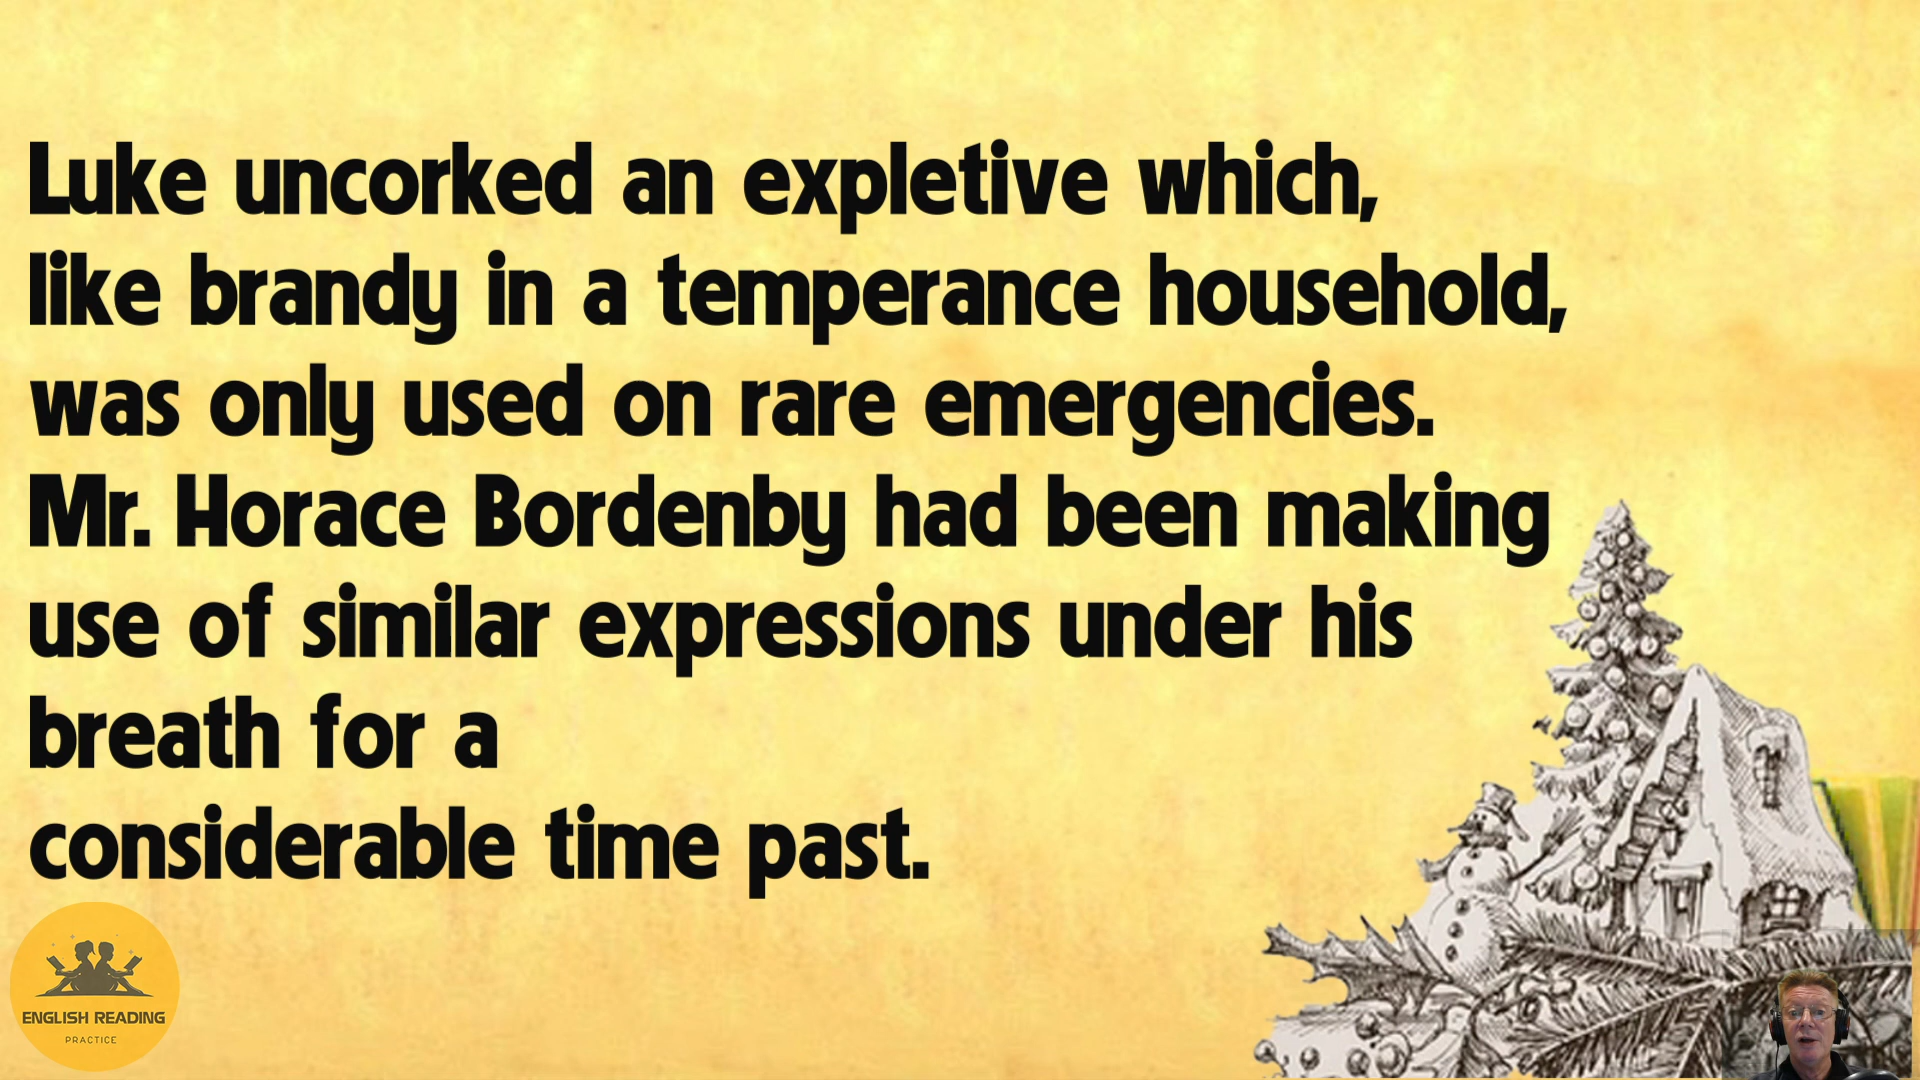 Luke uncorked an expletive which,
like brandy in a temperance household,
was only used on rare emergencies.
Mr. Horace Bordenby had been making
use of similar expressions under his
breath for a
considerable time past.
ENGLISH READING
PRACTICE